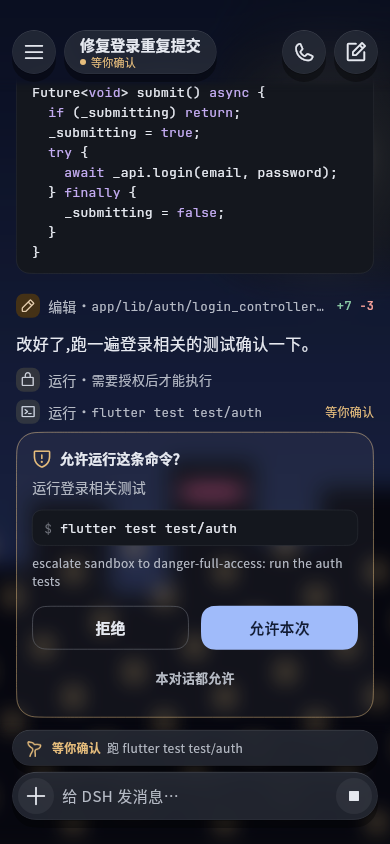 修复登录重复提交
等你确认
Future<void> submit() async {
if (_submitting) return;
_submitting = true;
try {
await _api.login(email, password);
} finally {
_submitting = false;
}
}
编辑 · app/lib/auth/login_controller… +7 -3
改好了,跑一遍登录相关的测试确认一下。
运行 · 需要授权后才能执行
运行 · flutter test test/auth 等你确认
允许运行这条命令?
运行登录相关测试
$ flutter test test/auth
escalate sandbox to danger-full-access: run the auth
tests
拒绝 允许本次
本对话都允许
等你确认 跑 flutter test test/auth
给 DSH 发消息…